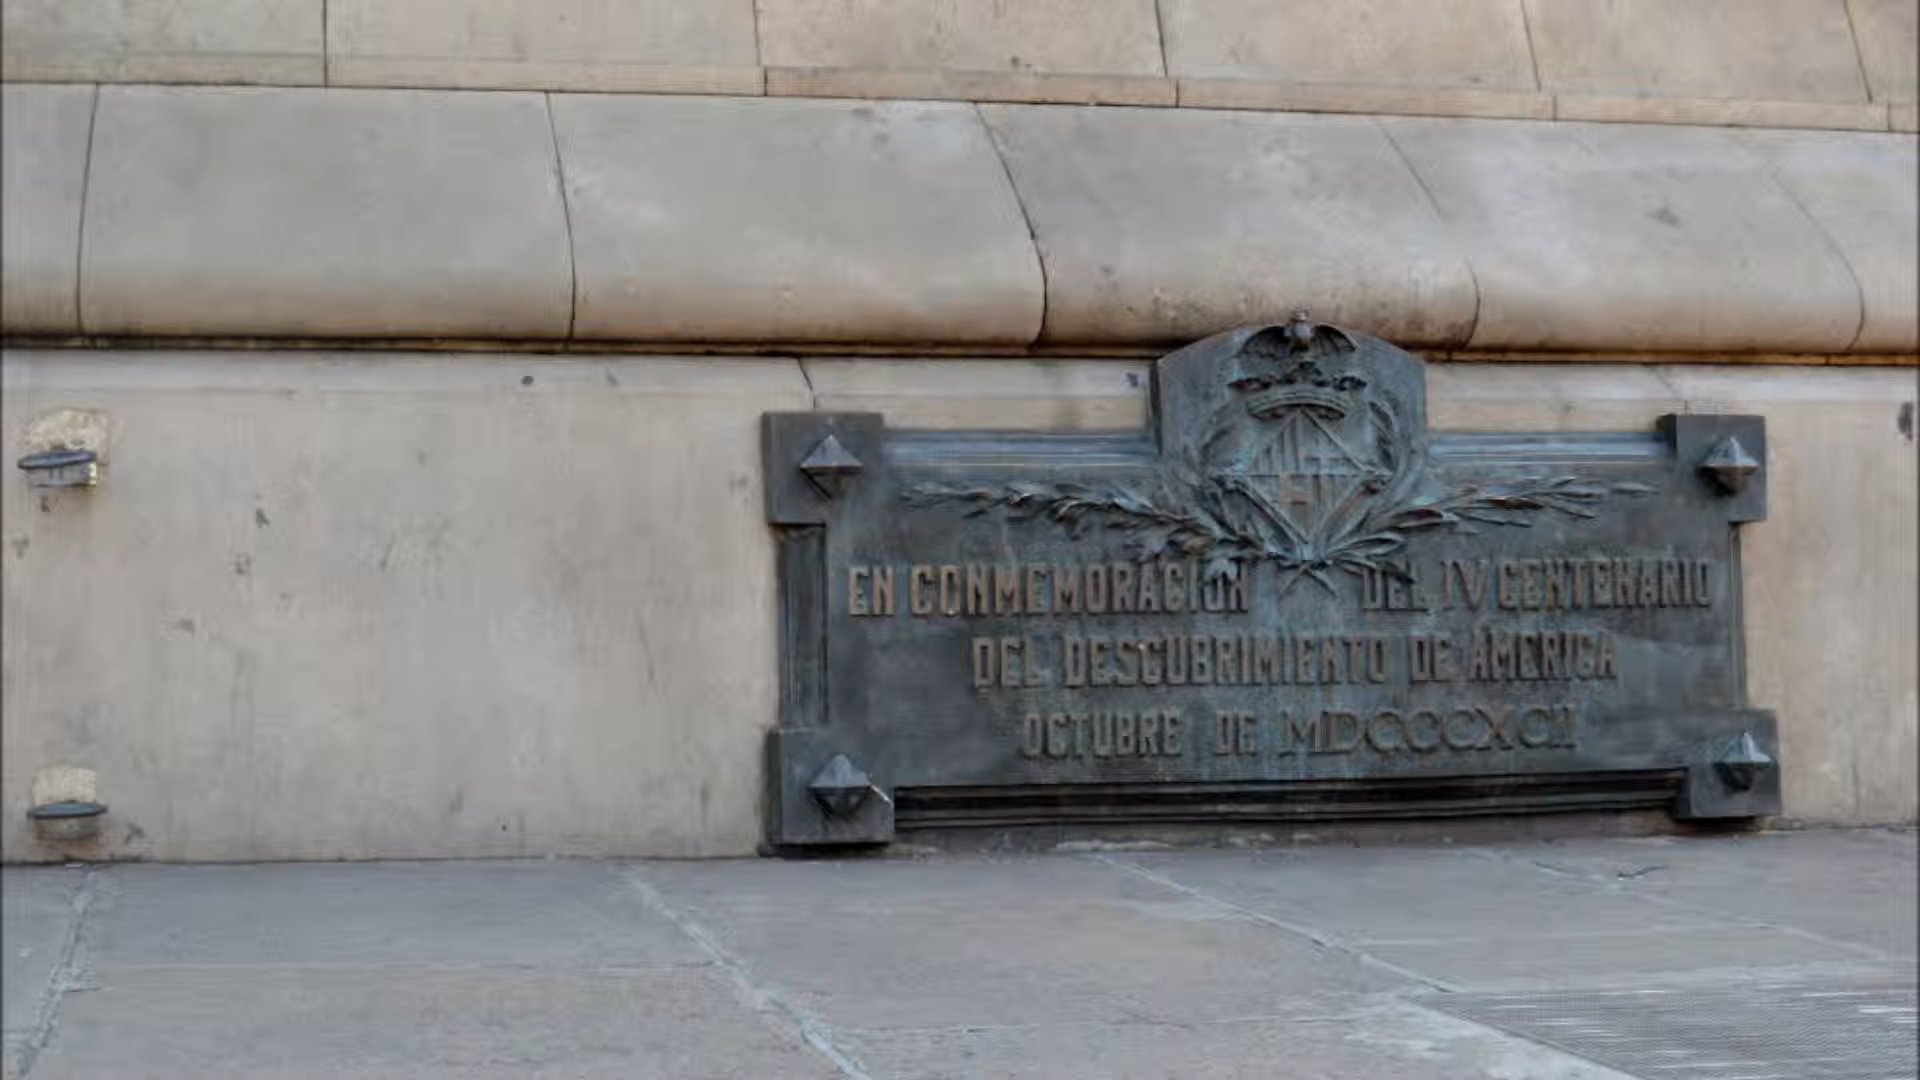 EN CONMEMORACION DEL IV CENTENARIO
DEL DESCUBRIMIENTO DE AMERICA
OCTUBRE DE MDCCCXCII